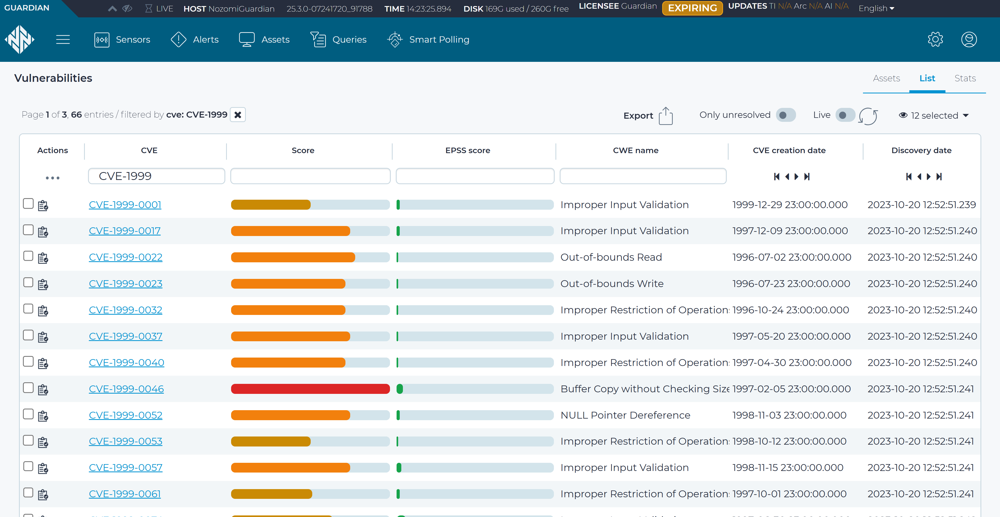 GUARDIAN
LIVE HOST NozomiGuardian 25.3.0-07241720_91788 TIME 14:23:25.894 DISK 169G used / 260G free LICENSEE Guardian EXPIRING UPDATES TI N/A Arc N/A AI N/A English
Sensors Alerts Assets Queries Smart Polling
Vulnerabilities
Assets List Stats
Page 1 of 3, 66 entries / filtered by cve: CVE-1999
Export Only unresolved Live 12 selected
Actions CVE Score EPSS score CWE name CVE creation date Discovery date
CVE-1999
CVE-1999-0001 Improper Input Validation 1999-12-29 23:00:00.000 2023-10-20 12:52:51.239
CVE-1999-0017 Improper Input Validation 1997-12-09 23:00:00.000 2023-10-20 12:52:51.240
CVE-1999-0022 Out-of-bounds Read 1996-07-02 23:00:00.000 2023-10-20 12:52:51.240
CVE-1999-0023 Out-of-bounds Write 1996-07-23 23:00:00.000 2023-10-20 12:52:51.240
CVE-1999-0032 Improper Restriction of Operation 1996-10-24 23:00:00.000 2023-10-20 12:52:51.240
CVE-1999-0037 Improper Input Validation 1997-05-20 23:00:00.000 2023-10-20 12:52:51.240
CVE-1999-0040 Improper Restriction of Operation 1997-04-30 23:00:00.000 2023-10-20 12:52:51.240
CVE-1999-0046 Buffer Copy without Checking Size 1997-02-05 23:00:00.000 2023-10-20 12:52:51.241
CVE-1999-0052 NULL Pointer Dereference 1998-11-03 23:00:00.000 2023-10-20 12:52:51.241
CVE-1999-0053 Improper Restriction of Operation 1998-10-12 23:00:00.000 2023-10-20 12:52:51.241
CVE-1999-0057 Improper Input Validation 1998-11-15 23:00:00.000 2023-10-20 12:52:51.241
CVE-1999-0061 Improper Restriction of Operation 1997-10-01 23:00:00.000 2023-10-20 12:52:51.241